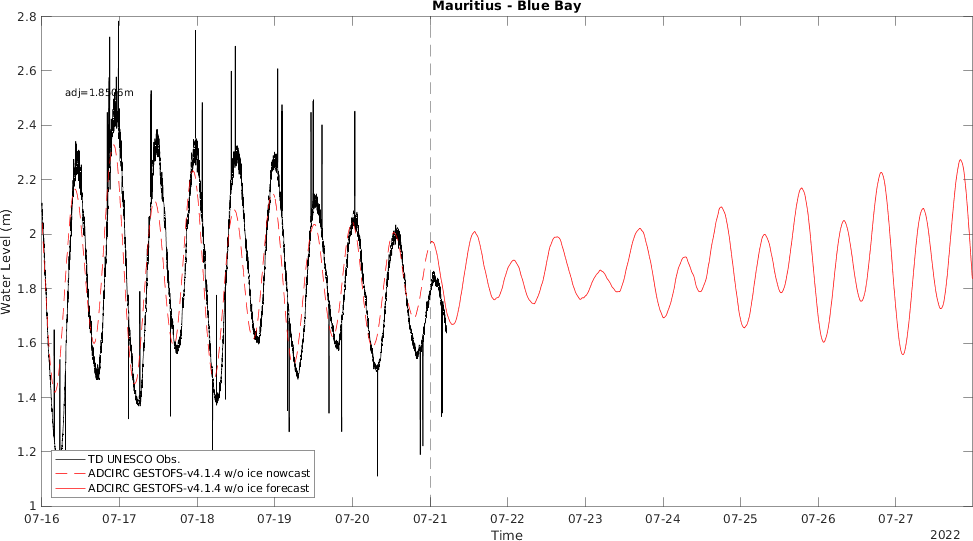 Mauritius - Blue Bay
2.8
2.6
adj=1.8506m
2.4
2.2
2
1.8
1.6
1.4
1.2
1
Water Level (m)
TD UNESCO Obs.
ADCIRC GESTOFS-v4.1.4 w/o ice nowcast
ADCIRC GESTOFS-v4.1.4 w/o ice forecast
07-16 07-17 07-18 07-19 07-20 07-21 07-22 07-23 07-24 07-25 07-26 07-27
Time
2022